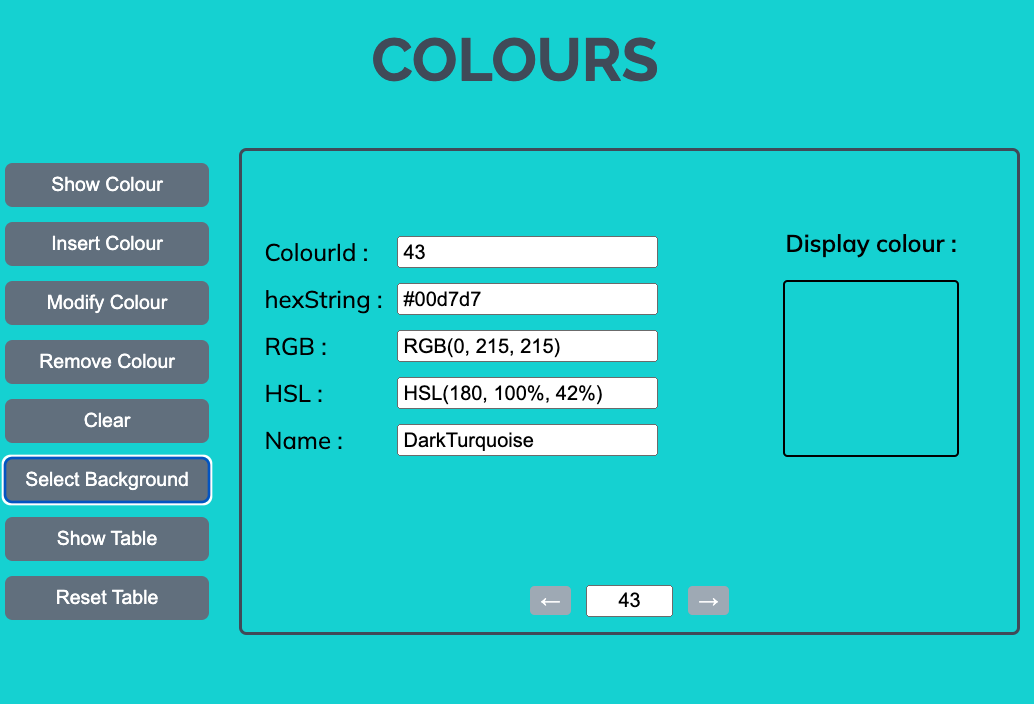 COLOURS
Show Colour
Insert Colour
Modify Colour
Remove Colour
Clear
Select Background
Show Table
Reset Table
ColourId : 43
hexString : #00d7d7
RGB : RGB(0, 215, 215)
HSL : HSL(180, 100%, 42%)
Name : DarkTurquoise
Display colour :
← 43 →